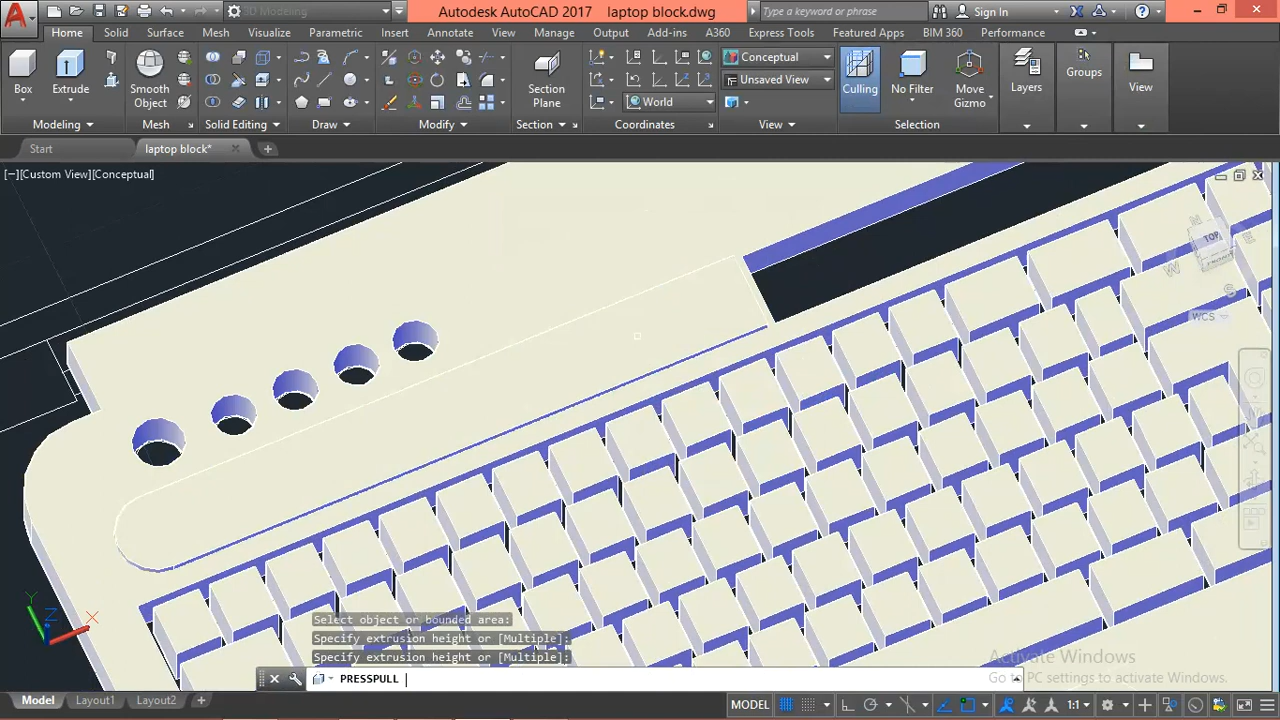 3D Modeling
Autodesk AutoCAD 2017 laptop block.dwg
Type a keyword or phrase
Sign In
Home Solid Surface Mesh Visualize Parametric Insert Annotate View Manage Output Add-ins A360 Express Tools Featured Apps BIM 360 Performance
Conceptual
Unsaved View
World
Box
Extrude
Smooth Object
Section Plane
Culling
No Filter
Move Gizmo
Layers
Groups
View
Modeling
Mesh
Solid Editing
Draw
Modify
Section
Coordinates
View
Selection
Start
laptop block*
[−][Custom View][Conceptual]
N
TOP
FRONT
W
E
S
WCS
Y
Z
X
Select object or bounded area:
Specify extrusion height or [Multiple]:
Specify extrusion height or [Multiple]:
PRESSPULL
Activate Windows
Go to PC settings to activate Windows.
Model Layout1 Layout2
MODEL
1:1